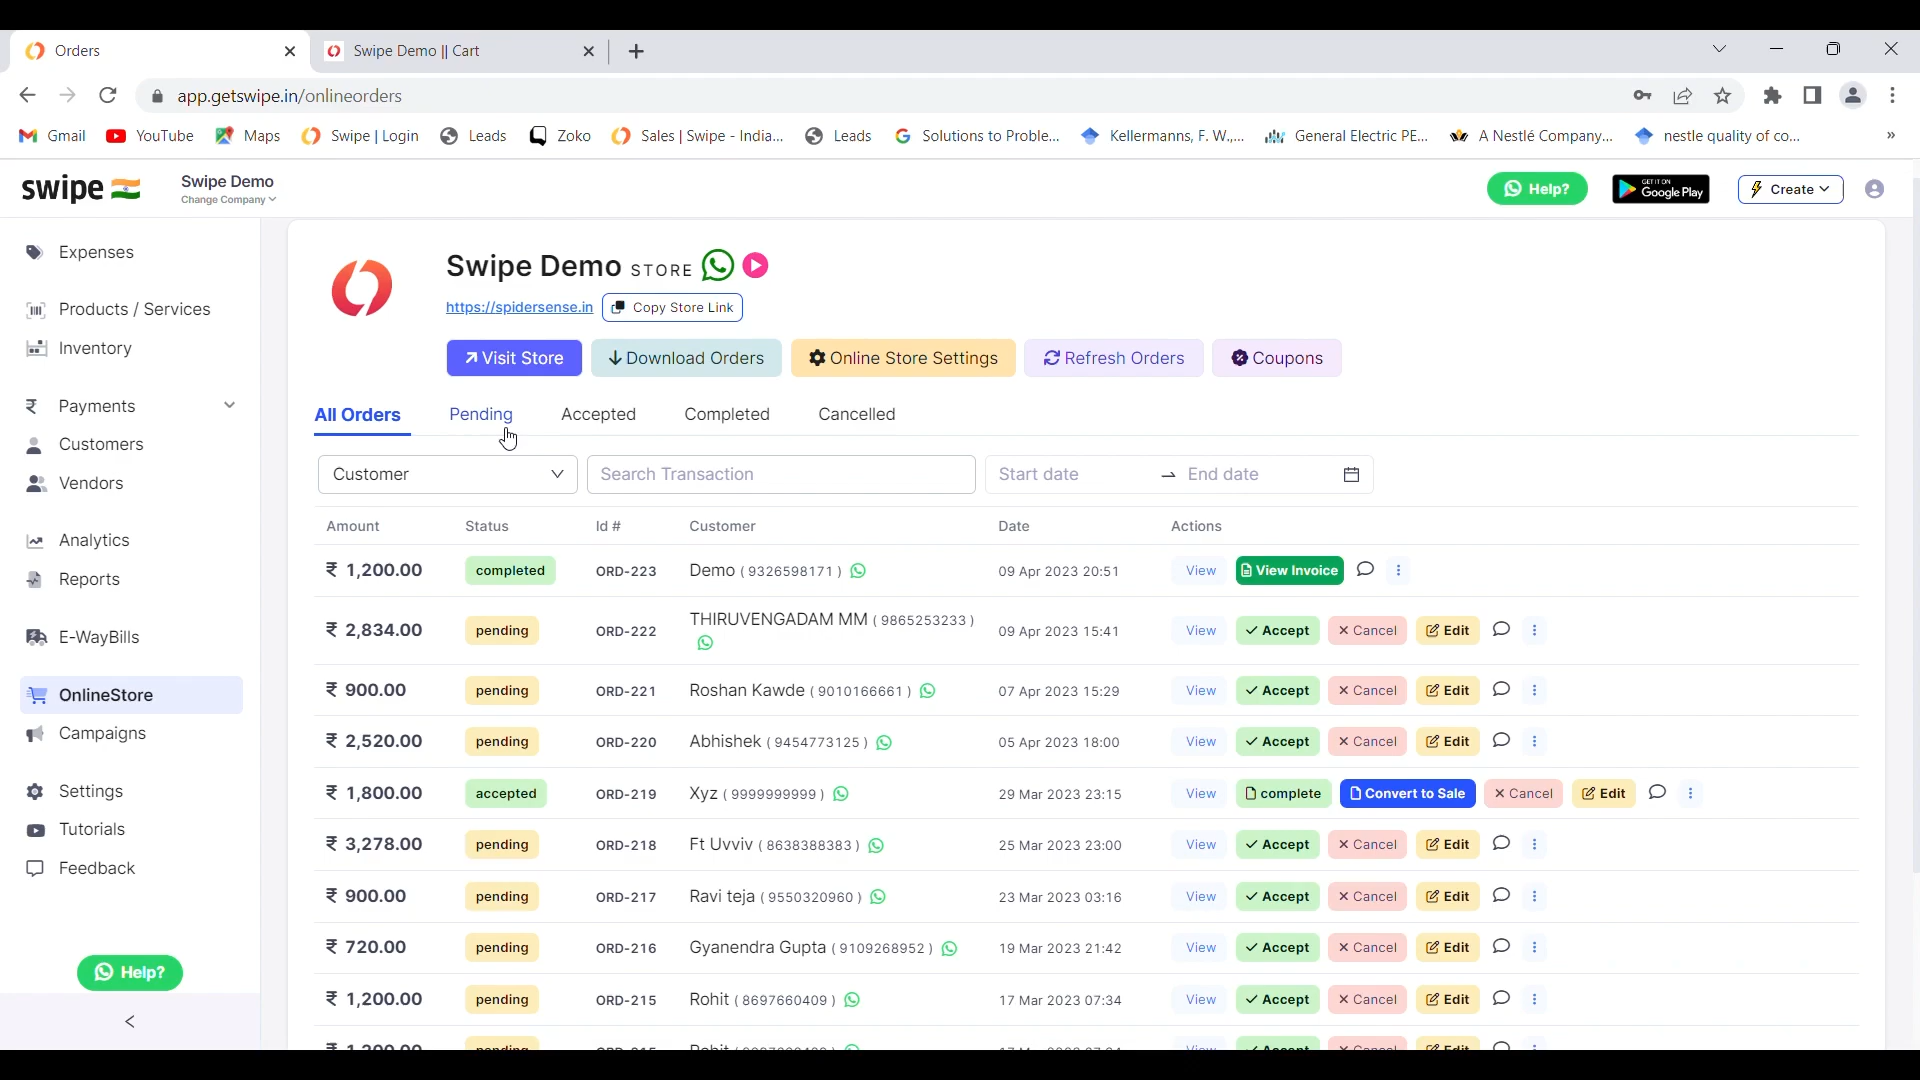 Orders
Swipe Demo || Cart
app.getswipe.in/onlineorders
Gmail YouTube Maps Swipe | Login Leads Zoko Sales | Swipe - India... Leads Solutions to Proble... Kellermanns, F. W.,... General Electric PE... A Nestlé Company... nestle quality of co... »
swipe Swipe Demo
Change Company
Help? GET IT ON Google Play Create
Expenses
Products / Services
Inventory
Payments
Customers
Vendors
Analytics
Reports
E-WayBills
OnlineStore
Campaigns
Settings
Tutorials
Feedback
Help?
Swipe Demo STORE
https://spidersense.in Copy Store Link
Visit Store Download Orders Online Store Settings Refresh Orders Coupons
All Orders Pending Accepted Completed Cancelled
Customer Search Transaction Start date → End date
Amount Status Id # Customer Date Actions
₹ 1,200.00 completed ORD-223 Demo ( 9326598171 ) 09 Apr 2023 20:51 View View Invoice
₹ 2,834.00 pending ORD-222 THIRUVENGADAM MM ( 9865253233 ) 09 Apr 2023 15:41 View Accept Cancel Edit
₹ 900.00 pending ORD-221 Roshan Kawde ( 9010166661 ) 07 Apr 2023 15:29 View Accept Cancel Edit
₹ 2,520.00 pending ORD-220 Abhishek ( 9454773125 ) 05 Apr 2023 18:00 View Accept Cancel Edit
₹ 1,800.00 accepted ORD-219 Xyz ( 9999999999 ) 29 Mar 2023 23:15 View complete Convert to Sale Cancel Edit
₹ 3,278.00 pending ORD-218 Ft Uvviv ( 8638388383 ) 25 Mar 2023 23:00 View Accept Cancel Edit
₹ 900.00 pending ORD-217 Ravi teja ( 9550320960 ) 23 Mar 2023 03:16 View Accept Cancel Edit
₹ 720.00 pending ORD-216 Gyanendra Gupta ( 9109268952 ) 19 Mar 2023 21:42 View Accept Cancel Edit
₹ 1,200.00 pending ORD-215 Rohit ( 8697660409 ) 17 Mar 2023 07:34 View Accept Cancel Edit